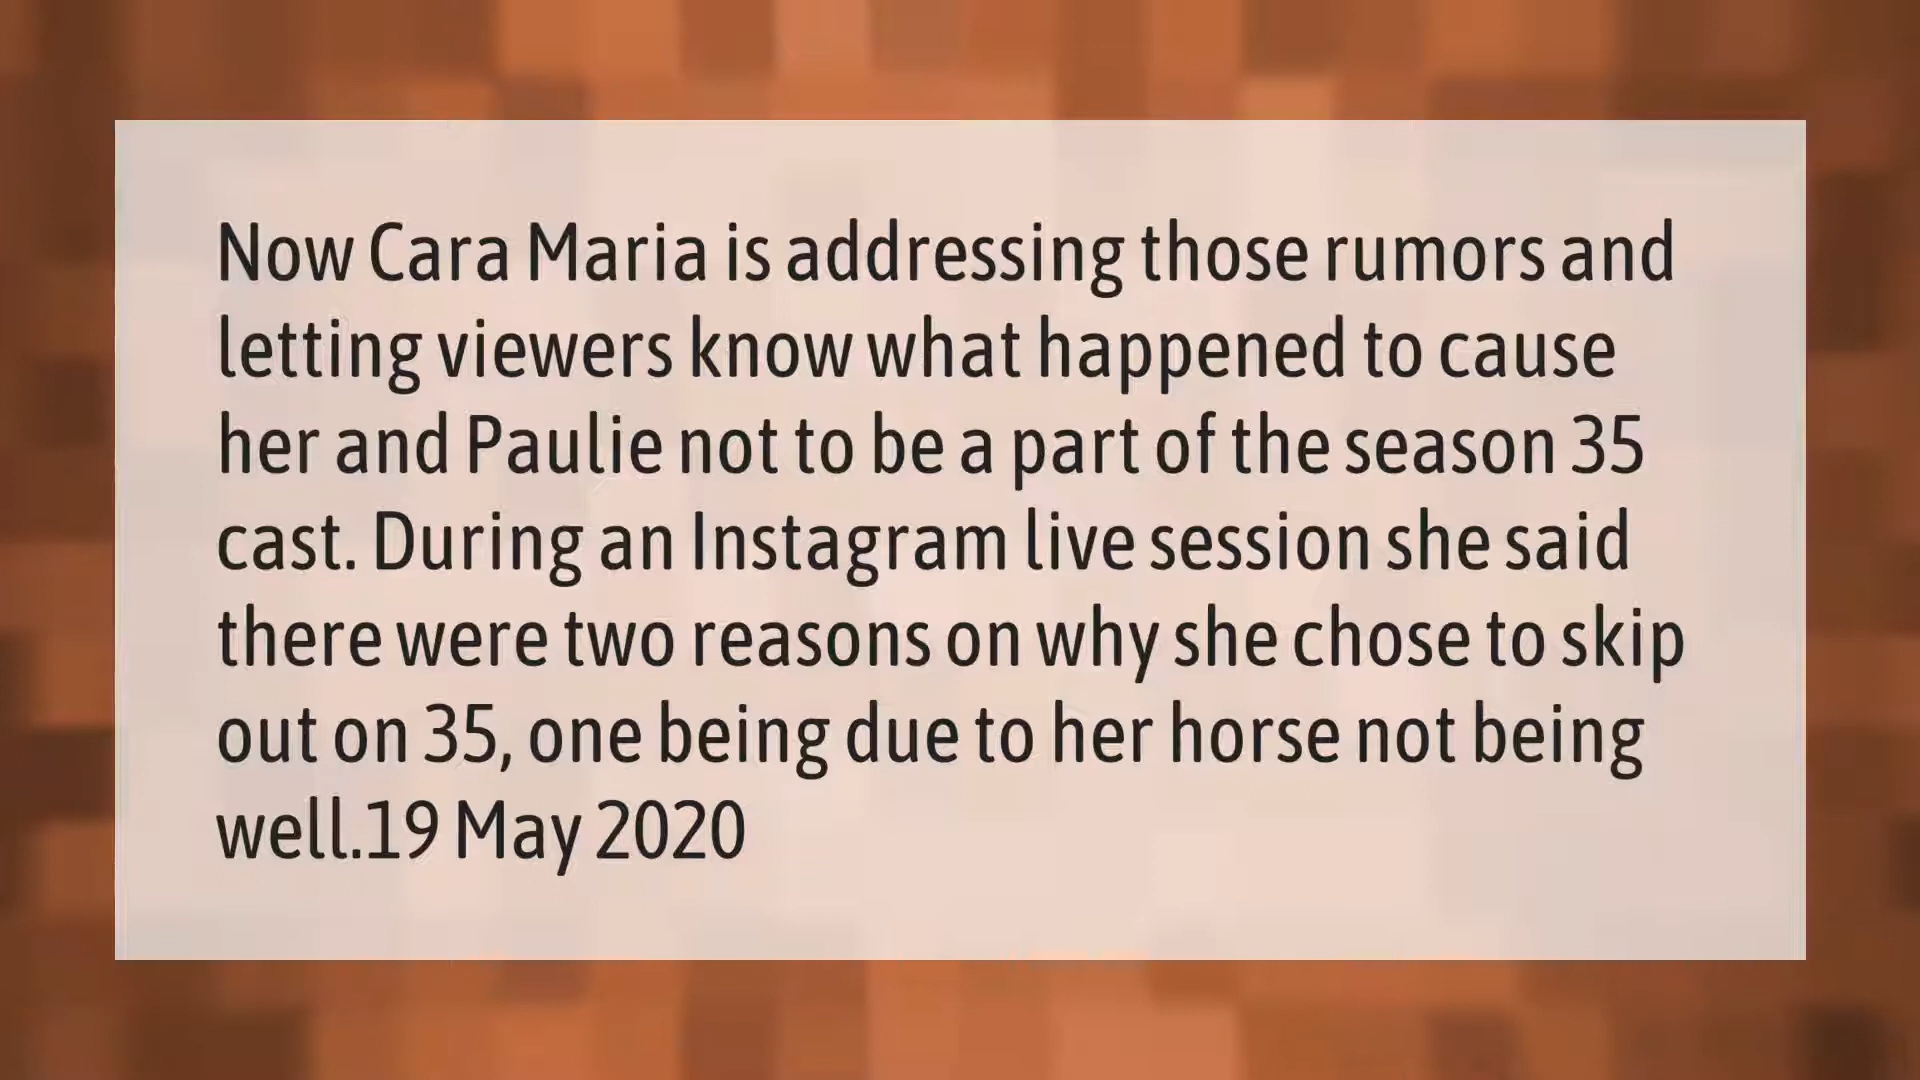 Now Cara Maria is addressing those rumors and
letting viewers know what happened to cause
her and Paulie not to be a part of the season 35
cast. During an Instagram live session she said
there were two reasons on why she chose to skip
out on 35, one being due to her horse not being
well.19 May 2020